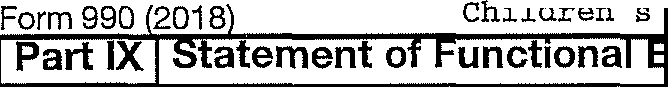 Form 990 (2018) Children s
Part IX Statement of Functional E